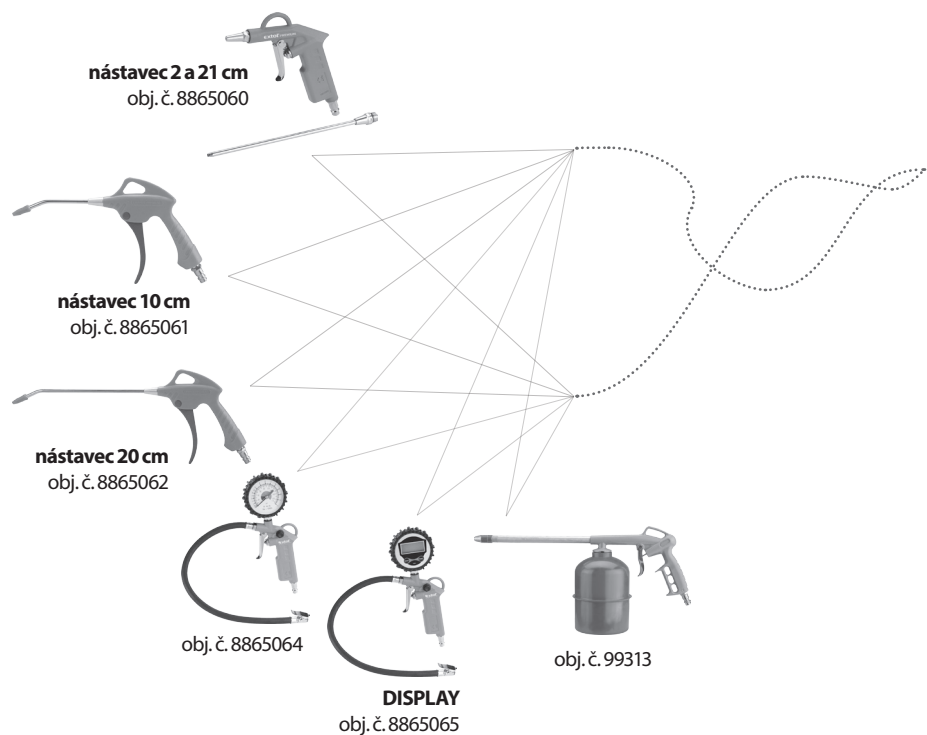 nástavec 2 a 21 cm
obj. č. 8865060
nástavec 10 cm
obj. č. 8865061
nástavec 20 cm
obj. č. 8865062
obj. č. 8865064
DISPLAY
obj. č. 8865065
obj. č. 99313